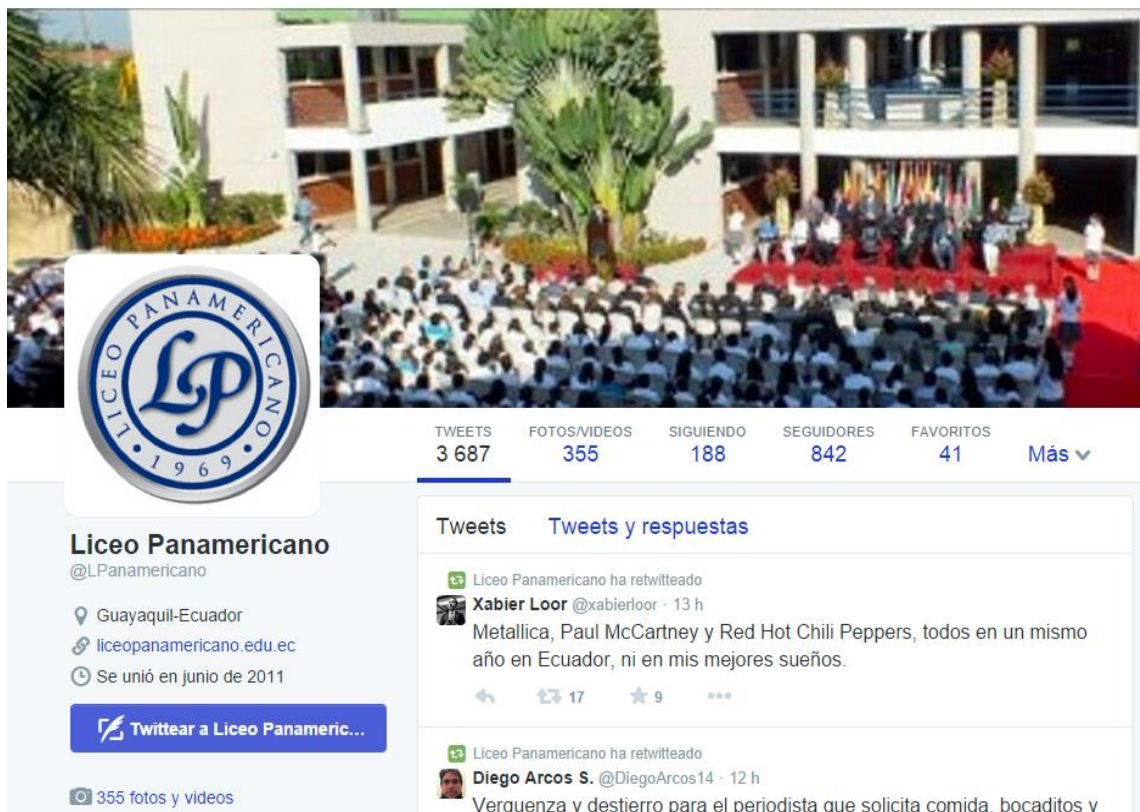 LICEO PANAMERICANO
LP
• 1969 •
TWEETS FOTOS/VIDEOS SIGUIENDO SEGUIDORES FAVORITOS
3 687 355 188 842 41 Más
Liceo Panamericano
@LPanamericano
Guayaquil-Ecuador
liceopanamericano.edu.ec
Se unió en junio de 2011
Twittear a Liceo Panameric...
355 fotos y videos
Tweets Tweets y respuestas
Liceo Panamericano ha retwitteado
Xabier Loor @xabierloor · 13 h
Metallica, Paul McCartney y Red Hot Chili Peppers, todos en un mismo
año en Ecuador, ni en mis mejores sueños.
17 9
Liceo Panamericano ha retwitteado
Diego Arcos S. @DiegoArcos14 · 12 h
Verguenza y destierro para el periodista que solicita comida, bocaditos y